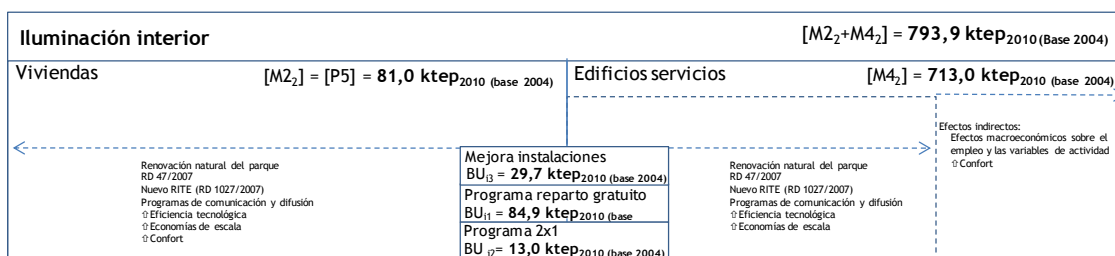 Iluminación interior
[M2₂+M4₂] = 793,9 ktep2010 (Base 2004)
Viviendas
[M2₂] = [P5] = 81,0 ktep2010 (base 2004)
Edificios servicios
[M4₂] = 713,0 ktep2010 (base 2004)
Renovación natural del parque
RD 47/2007
Nuevo RITE (RD 1027/2007)
Programas de comunicación y difusión
⇧Eficiencia tecnológica
⇧Economías de escala
⇧Confort
Mejora instalaciones
BUi3 = 29,7 ktep2010 (base 2004)
Programa reparto gratuito
BUi1 = 84,9 ktep2010 (base
Programa 2x1
BU i2= 13,0 ktep2010 (base 2004)
Renovación natural del parque
RD 47/2007
Nuevo RITE (RD 1027/2007)
Programas de comunicación y difusión
⇧Eficiencia tecnológica
⇧Economías de escala
Efectos indirectos:
Efectos macroeconómicos sobre el
empleo y las variables de actividad
⇧Confort